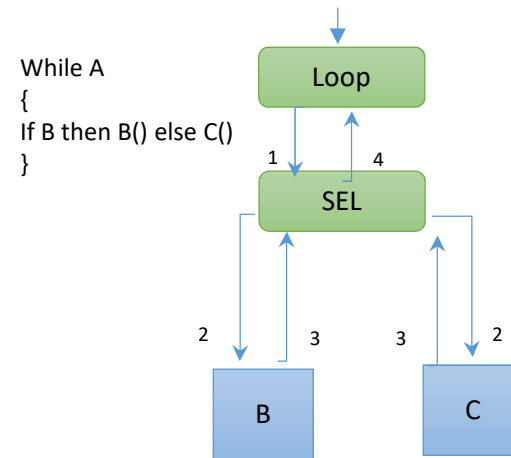 While A
{
If B then B() else C()
}
Loop
1
4
SEL
2
3
3
2
B
C